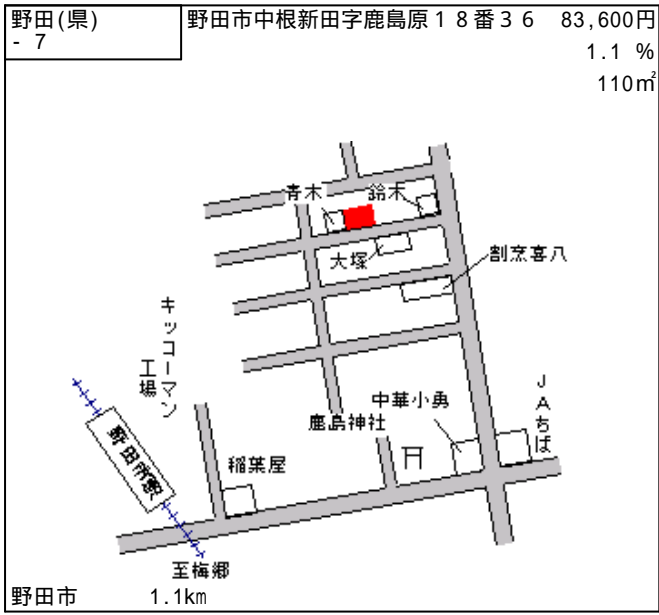 野田(県)
- 7
野田市中根新田字鹿島原１８番３６ 83,600円
1.1 %
110㎡
青木
鈴木
大塚
割烹喜八
キッコーマン
工場
JAちば
中華小勇
鹿島神社
稲葉屋
野田市駅
至梅郷
野田市 1.1km